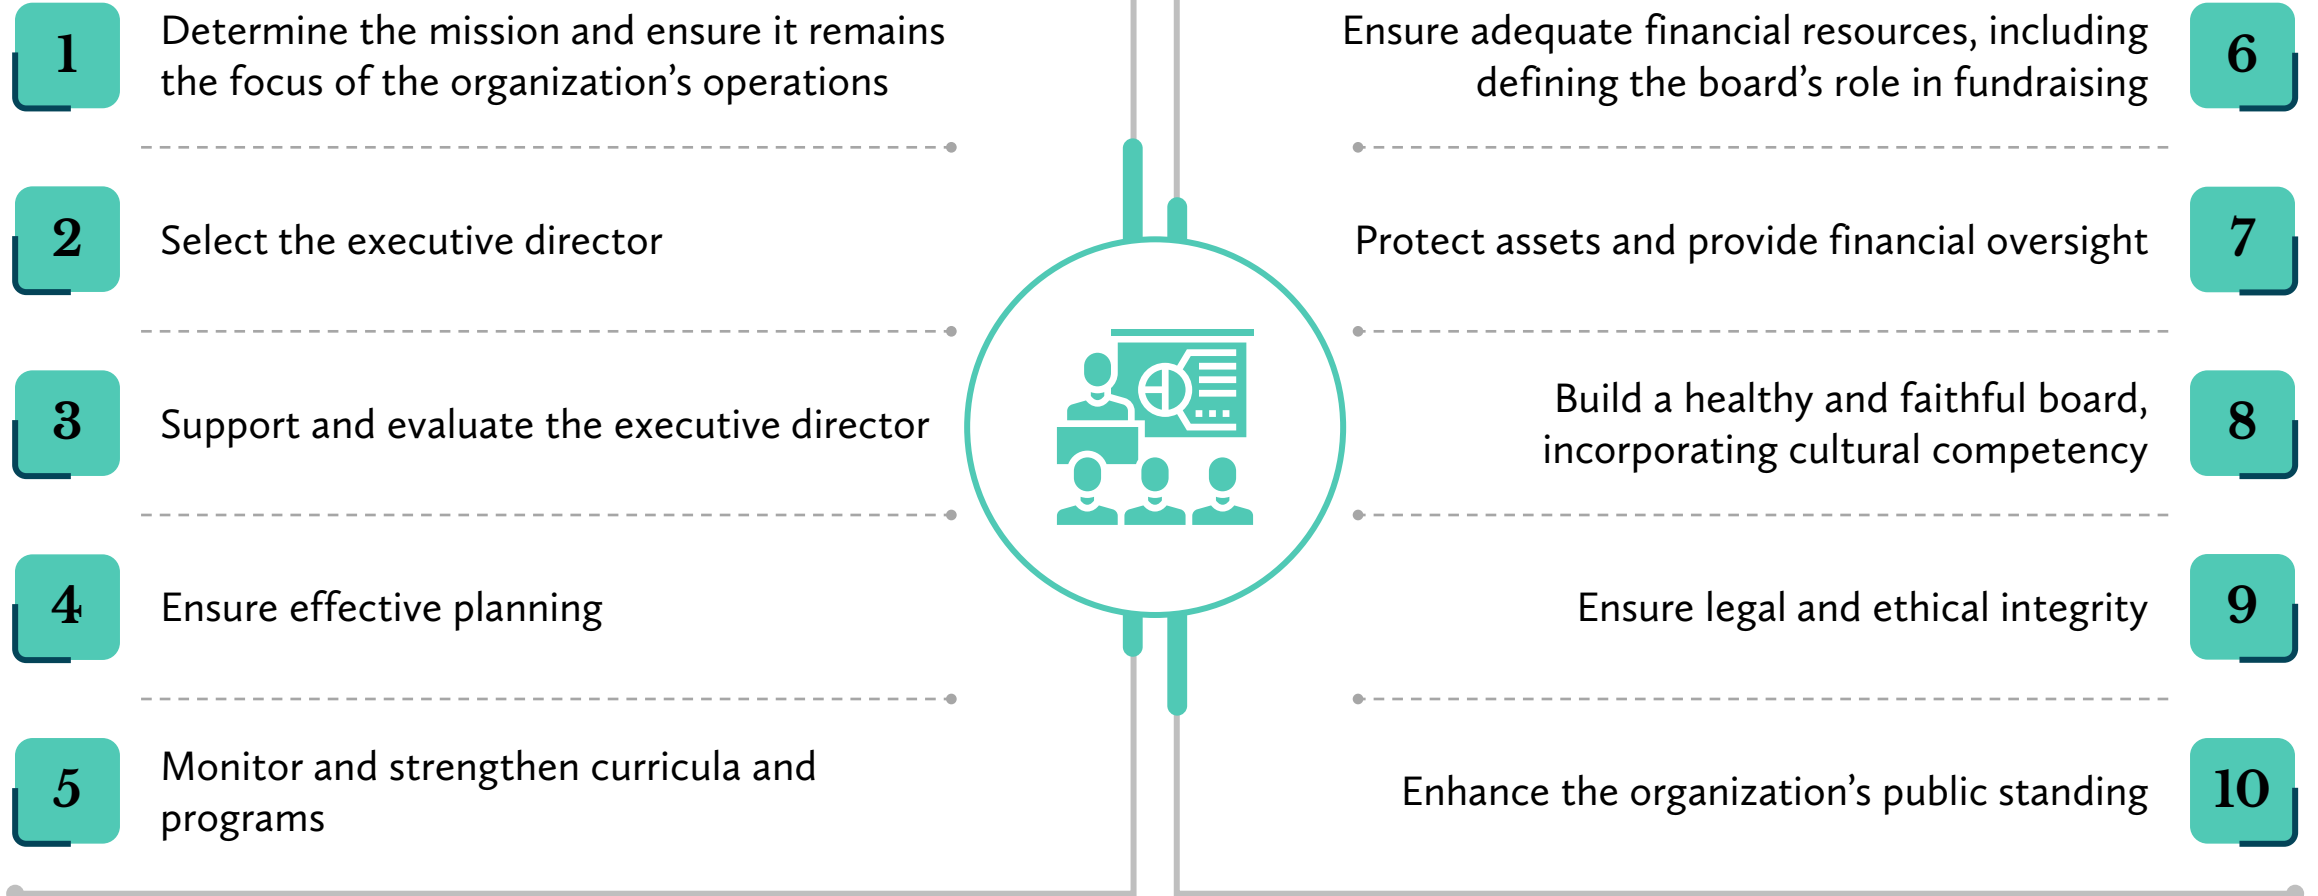 1
Determine the mission and ensure it remains
the focus of the organization’s operations
2
Select the executive director
3
Support and evaluate the executive director
4
Ensure effective planning
5
Monitor and strengthen curricula and
programs
Ensure adequate financial resources, including
defining the board’s role in fundraising
6
Protect assets and provide financial oversight
7
Build a healthy and faithful board,
incorporating cultural competency
8
Ensure legal and ethical integrity
9
Enhance the organization’s public standing
10